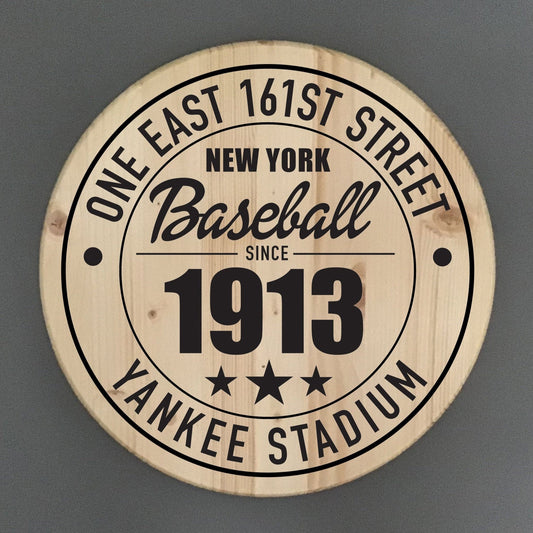 ONE EAST 161ST STREET
NEW YORK
Baseball
SINCE
1913
YANKEE STADIUM